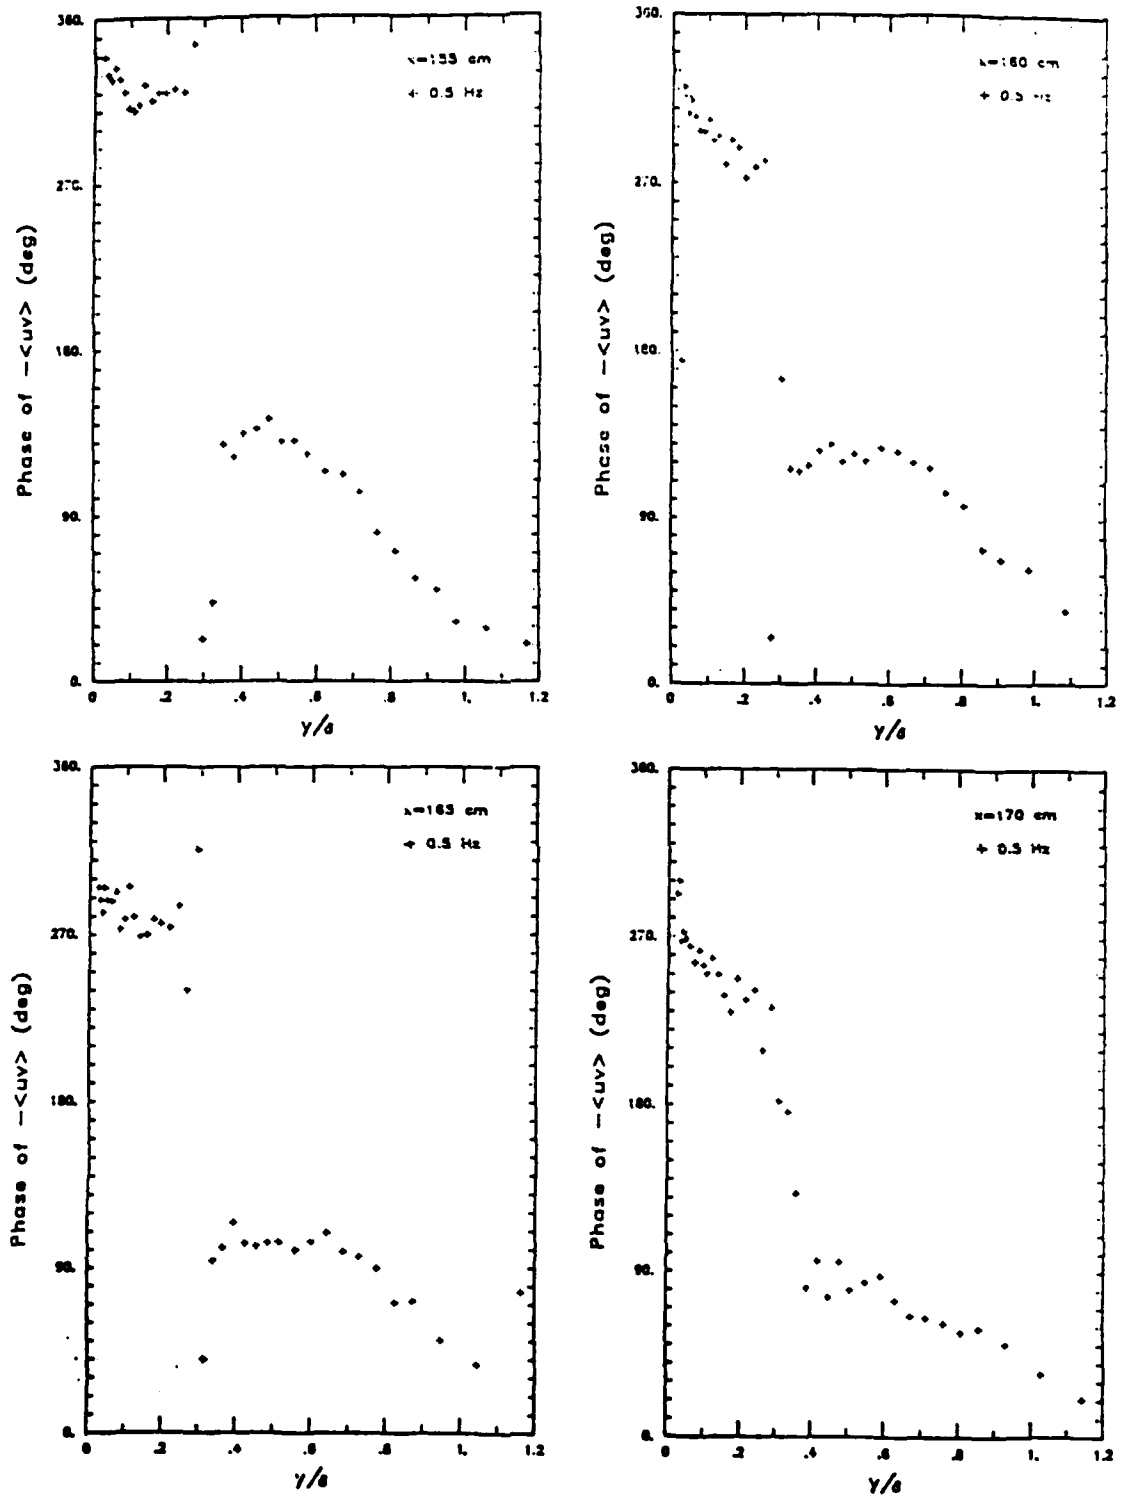 360.
270.
180.
90.
0.
0 .2 .4 .6 .8 1. 1.2
Phase of −<uv> (deg)
y/δ
x=155 cm
+ 0.5 Hz
360.
270.
180.
90.
0.
0 .2 .4 .6 .8 1. 1.2
Phase of −<uv> (deg)
y/δ
x=160 cm
+ 0.5 Hz
360.
270.
180.
90.
0.
0 .2 .4 .6 .8 1. 1.2
Phase of −<uv> (deg)
y/δ
x=165 cm
+ 0.5 Hz
360.
270.
180.
90.
0.
0 .2 .4 .6 .8 1. 1.2
Phase of −<uv> (deg)
y/δ
x=170 cm
+ 0.5 Hz